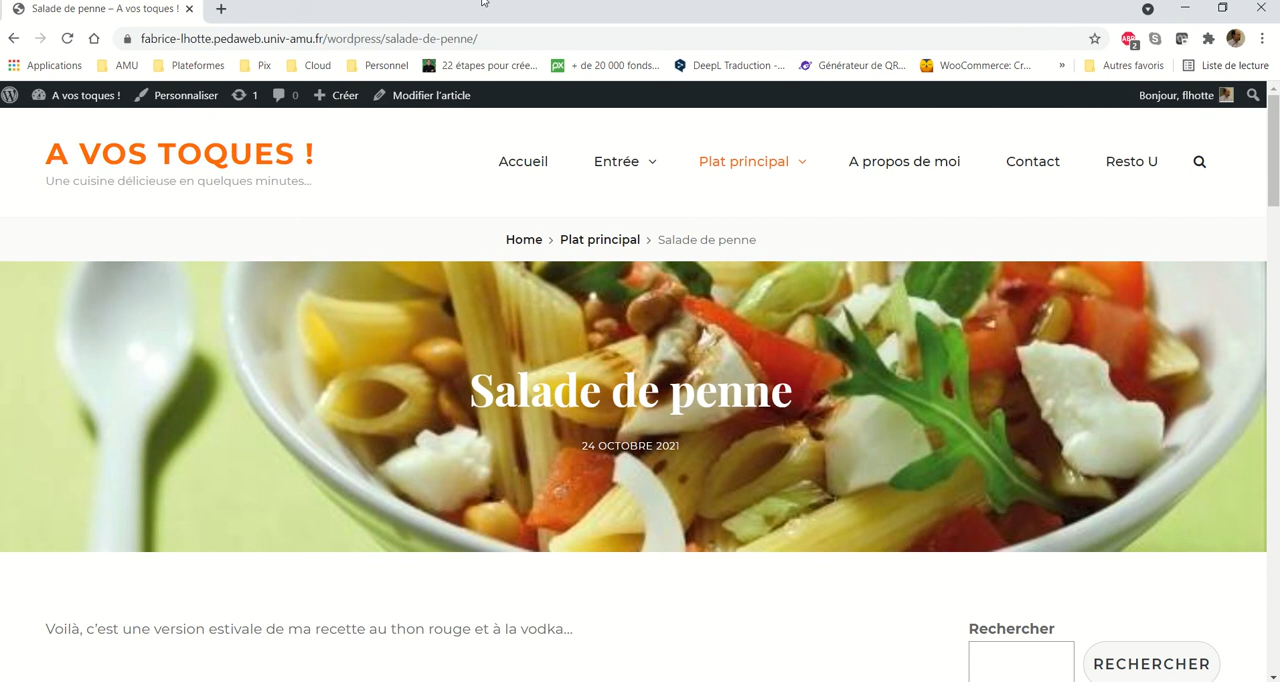 Salade de penne – A vos toques !
fabrice-lhotte.pedaweb.univ-amu.fr/wordpress/salade-de-penne/
ABP 2
Applications AMU Plateformes Pix Cloud Personnel 22 étapes pour crée... px + de 20 000 fonds... DeepL Traduction -... Générateur de QR... WooCommerce: Cr... » Autres favoris Liste de lecture
A vos toques ! Personnaliser 1 0 Créer Modifier l'article Bonjour, flhotte
A VOS TOQUES !
Une cuisine délicieuse en quelques minutes...
Accueil Entrée Plat principal A propos de moi Contact Resto U
Home > Plat principal > Salade de penne
Salade de penne
24 OCTOBRE 2021
Voilà, c'est une version estivale de ma recette au thon rouge et à la vodka...
Rechercher
RECHERCHER